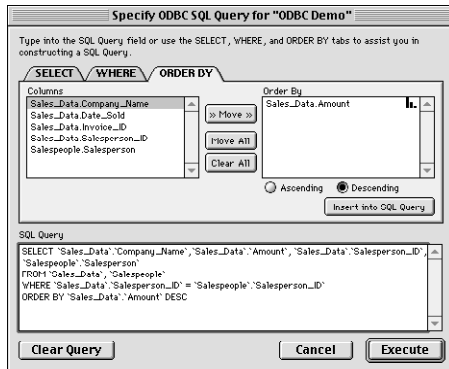 Specify ODBC SQL Query for "ODBC Demo"
Type into the SQL Query field or use the SELECT, WHERE, and ORDER BY tabs to assist you in
constructing a SQL Query.
SELECT WHERE ORDER BY
Columns
Sales_Data.Company_Name
Sales_Data.Date_Sold
Sales_Data.Invoice_ID
Sales_Data.Salesperson_ID
Salespeople.Salesperson
» Move »
Move All
Clear All
Order By
Sales_Data.Amount
Ascending Descending
Insert into SQL Query
SQL Query
SELECT `Sales_Data`.`Company_Name`,`Sales_Data`.`Amount`, `Sales_Data`.`Salesperson_ID`,
`Salespeople`.`Salesperson`
FROM `Sales_Data`, `Salespeople`
WHERE `Sales_Data`.`Salesperson_ID` = `Salespeople`.`Salesperson_ID`
ORDER BY `Sales_Data`.`Amount` DESC
Clear Query Cancel Execute